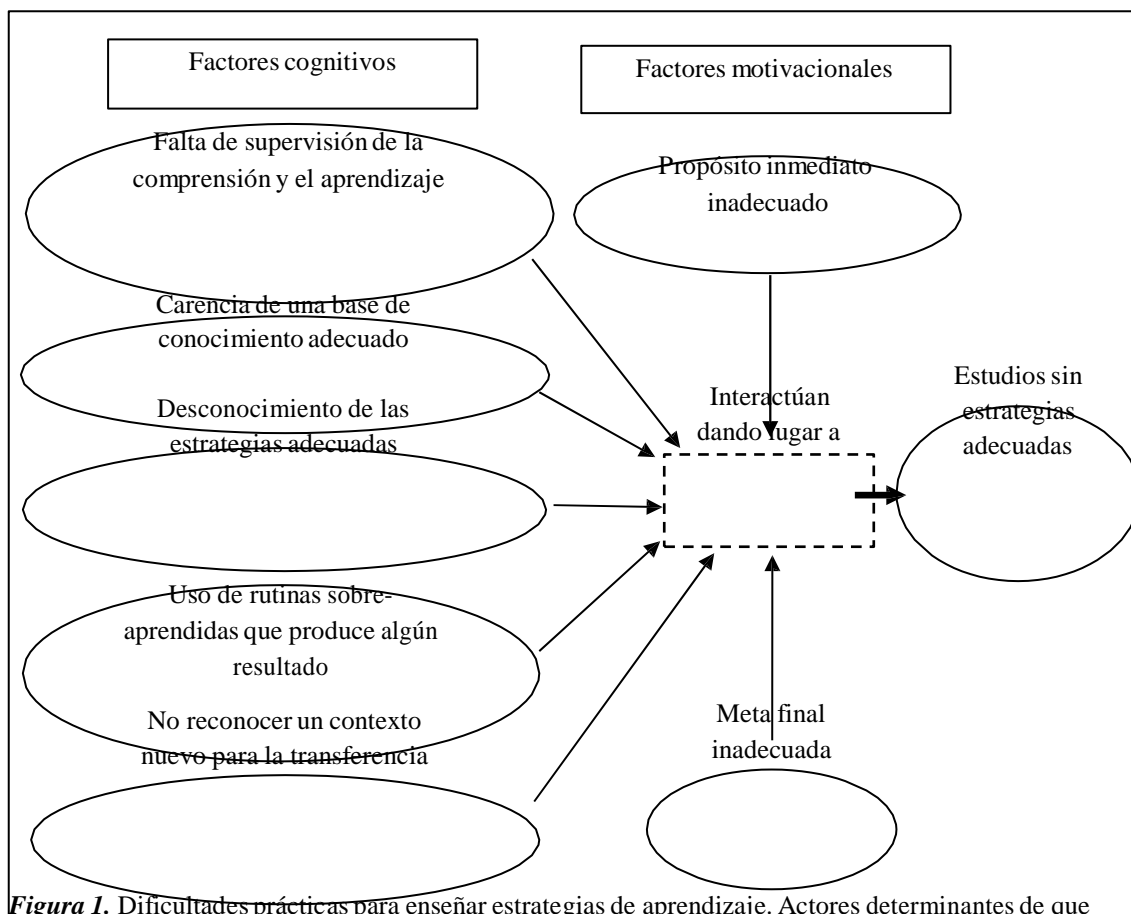 Factores cognitivos
Factores motivacionales
Falta de supervisión de la
comprensión y el aprendizaje
Propósito inmediato
inadecuado
Carencia de una base de
conocimiento adecuado
Desconocimiento de las
estrategias adecuadas
Interactúan
dando lugar a
Estudios sin
estrategias
adecuadas
Uso de rutinas sobre-
aprendidas que produce algún
resultado
No reconocer un contexto
nuevo para la transferencia
Meta final
inadecuada
Figura 1. Dificultades prácticas para enseñar estrategias de aprendizaje. Actores determinantes de que